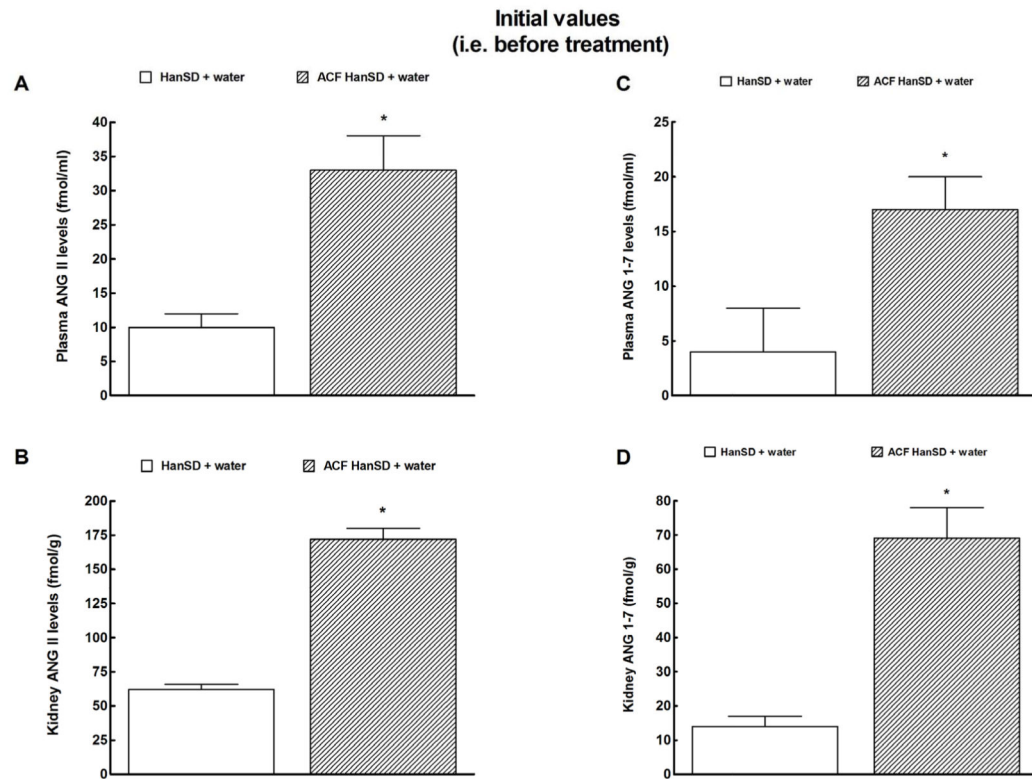 Initial values
(i.e. before treatment)
A
HanSD + water
ACF HanSD + water
Plasma ANG II levels (fmol/ml)
40
35
30
25
20
15
10
5
0
*
C
HanSD + water
ACF HanSD + water
Plasma ANG 1-7 levels (fmol/ml)
25
20
15
10
5
0
*
B
HanSD + water
ACF HanSD + water
Kidney ANG II levels (fmol/g)
200
175
150
125
100
75
50
25
0
*
D
HanSD + water
ACF HanSD + water
Kidney ANG 1-7 (fmol/g)
80
70
60
50
40
30
20
10
0
*